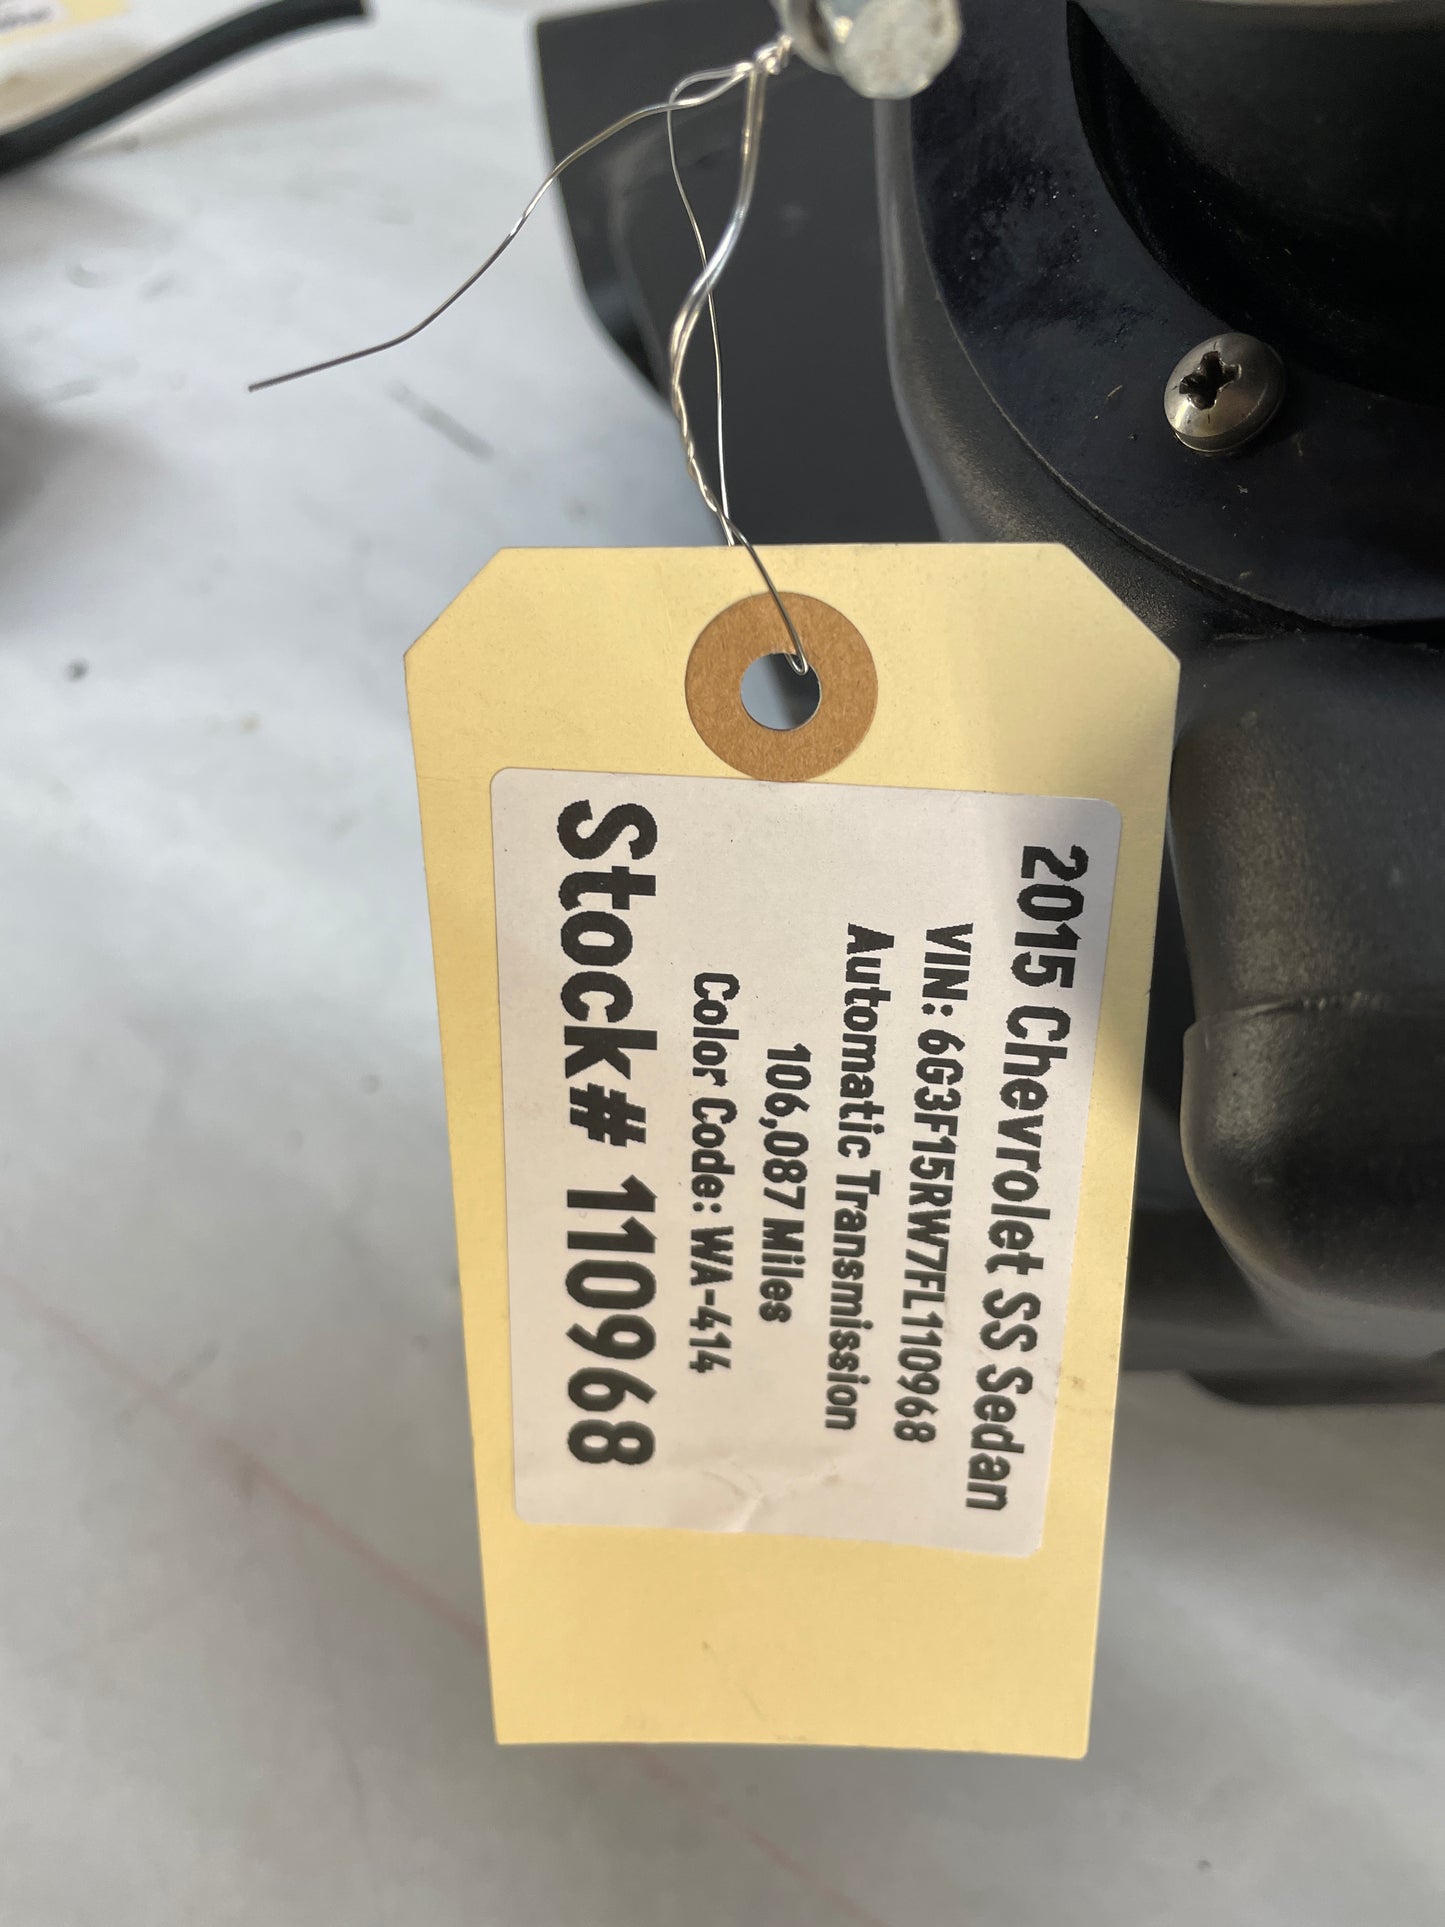 2015 Chevrolet SS Sedan
VIN: 6G3F15RW7FL110968
Automatic Transmission
106,087 Miles
Color Code: WA-414
Stock# 110968